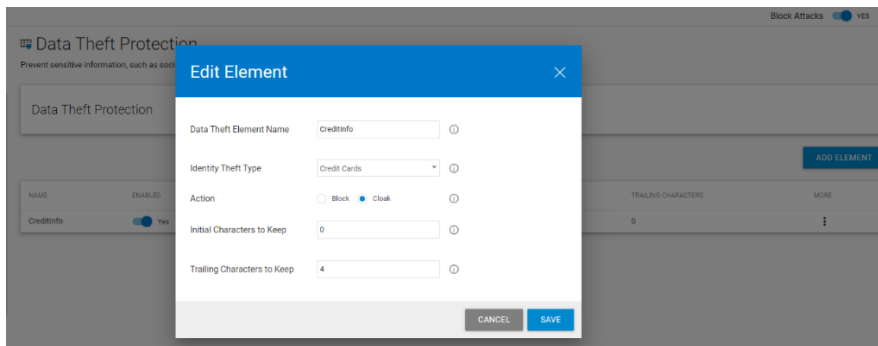 Block Attacks YES
Data Theft Protection
Prevent sensitive information, such as soci
Data Theft Protection
ADD ELEMENT
NAME ENABLED TRAILING CHARACTERS MORE
CreditInfo Yes 0
Edit Element
Data Theft Element Name CreditInfo
Identity Theft Type Credit Cards
Action Block Cloak
Initial Characters to Keep 0
Trailing Characters to Keep 4
CANCEL SAVE